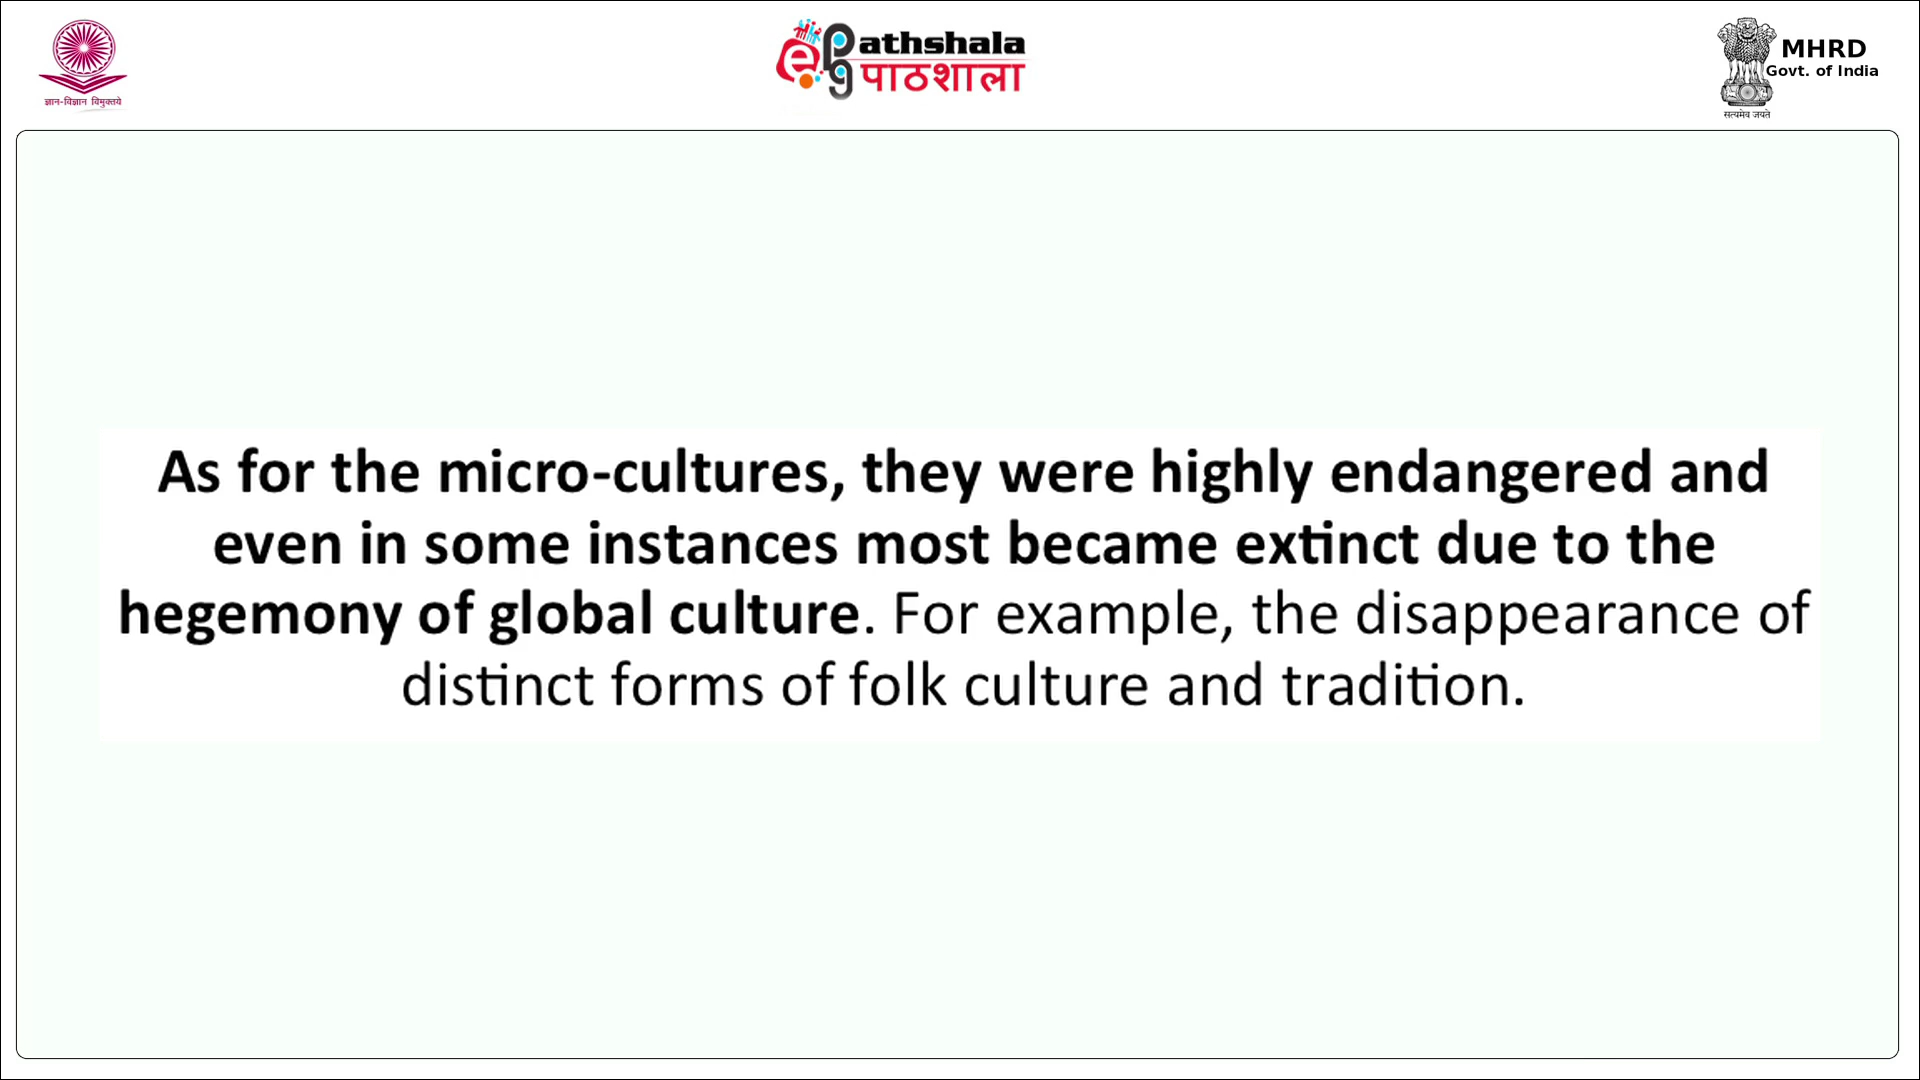 ज्ञान-विज्ञान विमुक्तये
epg Pathshala
पाठशाला
MHRD
Govt. of India
सत्यमेव जयते
As for the micro-cultures, they were highly endangered and
even in some instances most became extinct due to the
hegemony of global culture. For example, the disappearance of
distinct forms of folk culture and tradition.